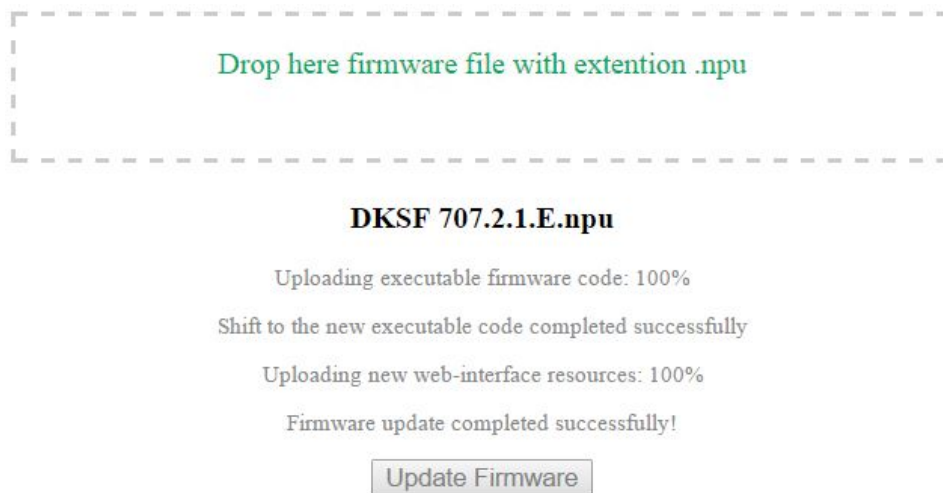 Drop here firmware file with extention .npu
DKSF 707.2.1.E.npu
Uploading executable firmware code: 100%
Shift to the new executable code completed successfully
Uploading new web-interface resources: 100%
Firmware update completed successfully!
Update Firmware